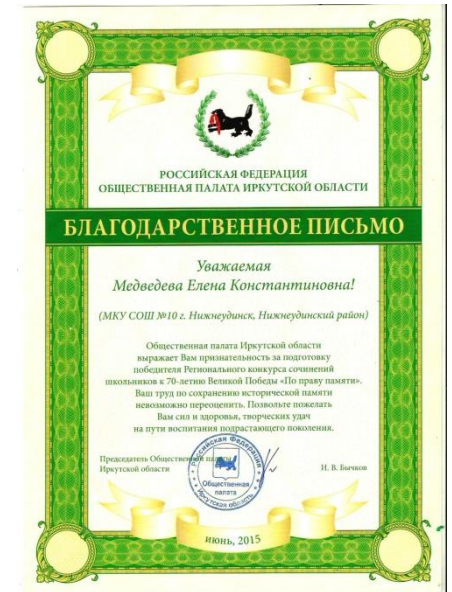 РОССИЙСКАЯ ФЕДЕРАЦИЯ
ОБЩЕСТВЕННАЯ ПАЛАТА ИРКУТСКОЙ ОБЛАСТИ
БЛАГОДАРСТВЕННОЕ ПИСЬМО
Уважаемая
Медведева Елена Константиновна!
(МКУ СОШ №10 г. Нижнеудинск, Нижнеудинский район)
Общественная палата Иркутской области
выражает Вам признательность за подготовку
победителя Регионального конкурса сочинений
школьников к 70-летию Великой Победы «По праву памяти».
Ваш труд по сохранению исторической памяти
невозможно переоценить. Позвольте пожелать
Вам сил и здоровья, творческих удач
на пути воспитания подрастающего поколения.
Председатель Общественной палаты
Иркутской области
И. В. Бычков
Российская Федерация
Общественная
палата
Иркутская область
июнь, 2015